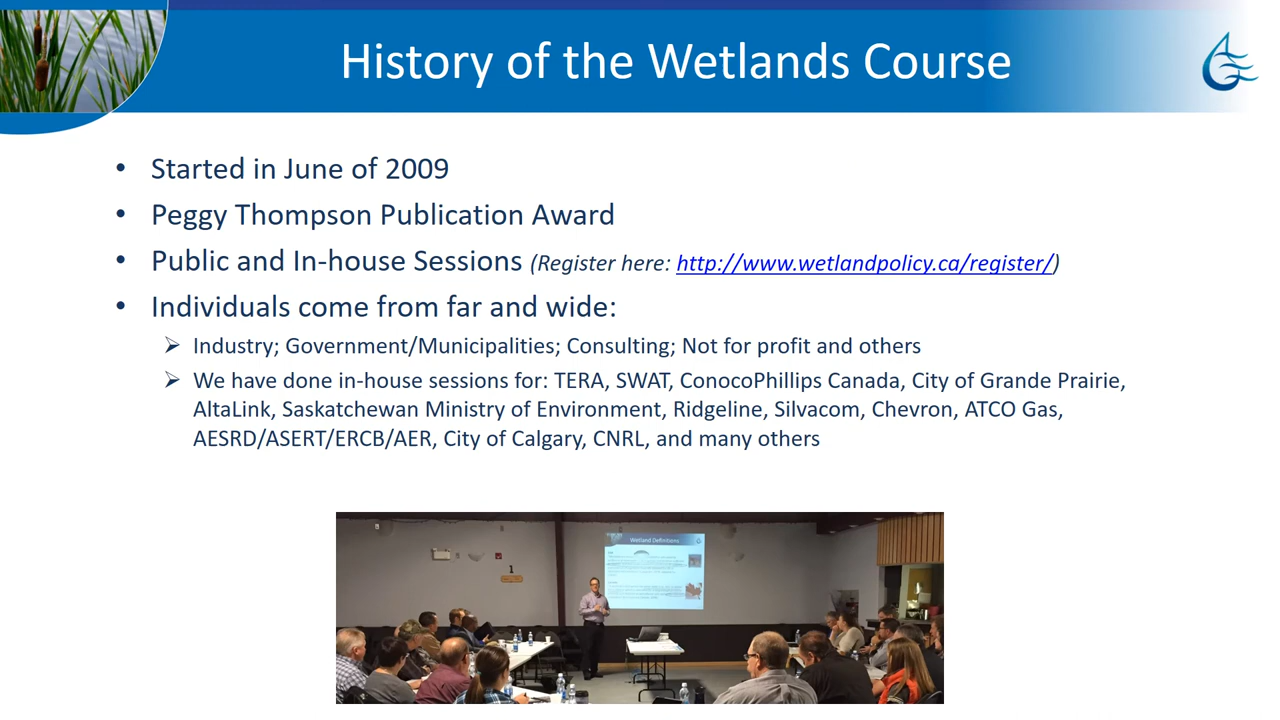 History of the Wetlands Course
• Started in June of 2009
• Peggy Thompson Publication Award
• Public and In-house Sessions (Register here: http://www.wetlandpolicy.ca/register/)
• Individuals come from far and wide:
➢ Industry; Government/Municipalities; Consulting; Not for profit and others
➢ We have done in-house sessions for: TERA, SWAT, ConocoPhillips Canada, City of Grande Prairie,
AltaLink, Saskatchewan Ministry of Environment, Ridgeline, Silvacom, Chevron, ATCO Gas,
AESRD/ASERT/ERCB/AER, City of Calgary, CNRL, and many others
Wetland Definitions
1